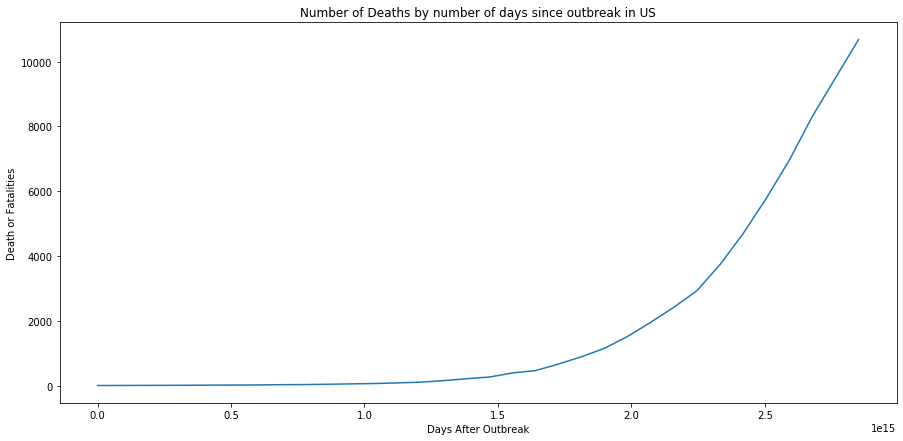 Number of Deaths by number of days since outbreak in US
10000
8000
6000
4000
2000
0
Death or Fatalities
0.0 0.5 1.0 1.5 2.0 2.5
1e15
Days After Outbreak